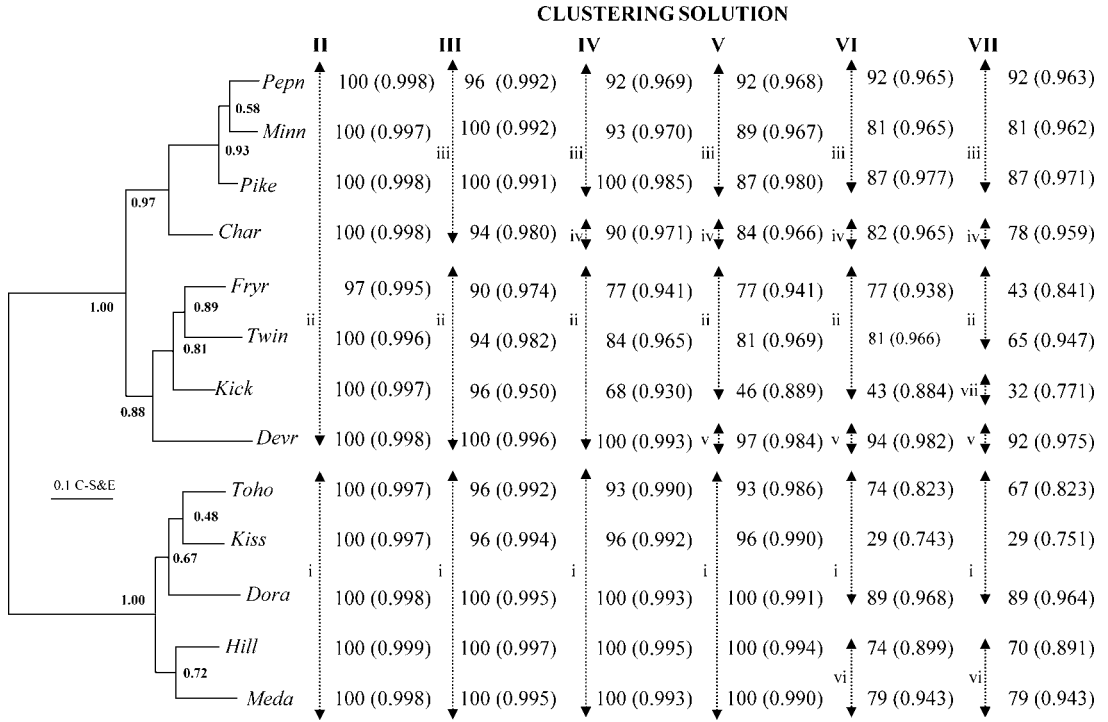 CLUSTERING SOLUTION
II III IV V VI VII
Pepn 100 (0.998) 96 (0.992) 92 (0.969) 92 (0.968) 92 (0.965) 92 (0.963)
0.58
Minn 100 (0.997) 100 (0.992) 93 (0.970) 89 (0.967) 81 (0.965) 81 (0.962)
0.93 iii iii iii iii iii
Pike 100 (0.998) 100 (0.991) 100 (0.985) 87 (0.980) 87 (0.977) 87 (0.971)
0.97
Char 100 (0.998) 94 (0.980) iv 90 (0.971) iv 84 (0.966) iv 82 (0.965) iv 78 (0.959)
Fryr 97 (0.995) 90 (0.974) 77 (0.941) 77 (0.941) 77 (0.938) 43 (0.841)
0.89
1.00 ii ii ii ii ii ii
Twin 100 (0.996) 94 (0.982) 84 (0.965) 81 (0.969) 81 (0.966) 65 (0.947)
0.81
Kick 100 (0.997) 96 (0.950) 68 (0.930) 46 (0.889) 43 (0.884) vii 32 (0.771)
0.88
Devr 100 (0.998) 100 (0.996) 100 (0.993) v 97 (0.984) v 94 (0.982) v 92 (0.975)
0.1 C-S&E
Toho 100 (0.997) 96 (0.992) 93 (0.990) 93 (0.986) 74 (0.823) 67 (0.823)
0.48
Kiss 100 (0.997) 96 (0.994) 96 (0.992) 96 (0.990) 29 (0.743) 29 (0.751)
0.67
i i i i i i
Dora 100 (0.998) 100 (0.995) 100 (0.993) 100 (0.991) 89 (0.968) 89 (0.964)
1.00
Hill 100 (0.999) 100 (0.997) 100 (0.995) 100 (0.994) 74 (0.899) 70 (0.891)
0.72 vi vi
Meda 100 (0.998) 100 (0.995) 100 (0.993) 100 (0.990) 79 (0.943) 79 (0.943)